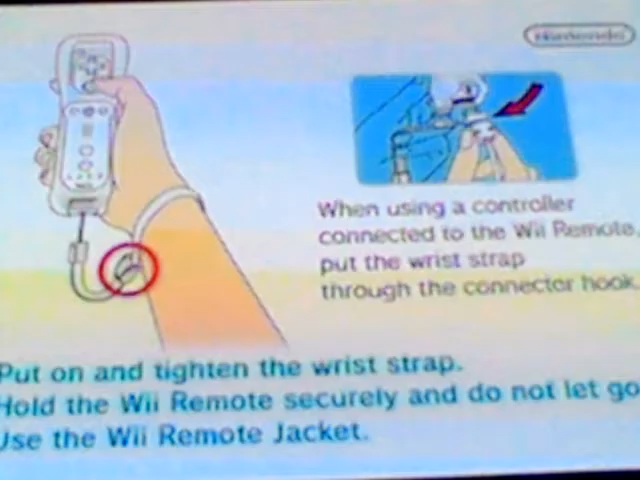 Nintendo
When using a controller
connected to the Wii Remote,
put the wrist strap
through the connector hook.
Put on and tighten the wrist strap.
Hold the Wii Remote securely and do not let go
Use the Wii Remote Jacket.